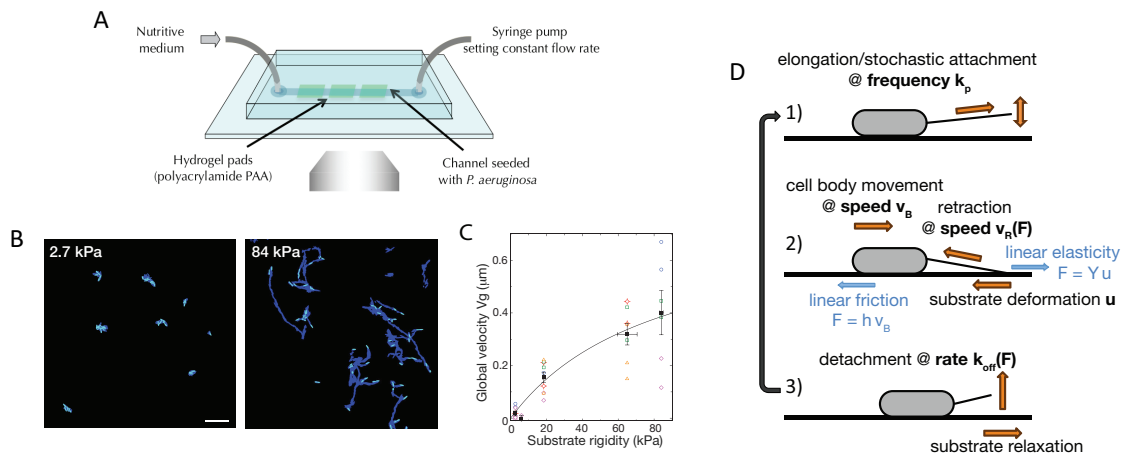 A
Nutritive
medium
Syringe pump
setting constant flow rate
Hydrogel pads
(polyacrylamide PAA)
Channel seeded
with P. aeruginosa
B
2.7 kPa
84 kPa
C
Global velocity Vg (μm)
0.6
0.4
0.2
0
0
20
40
60
80
Substrate rigidity (kPa)
D
elongation/stochastic attachment
@ frequency kp
1)
cell body movement
@ speed vB
retraction
@ speed vR(F)
2)
linear elasticity
F = Y u
linear friction
F = h vB
substrate deformation u
detachment @ rate koff(F)
3)
substrate relaxation